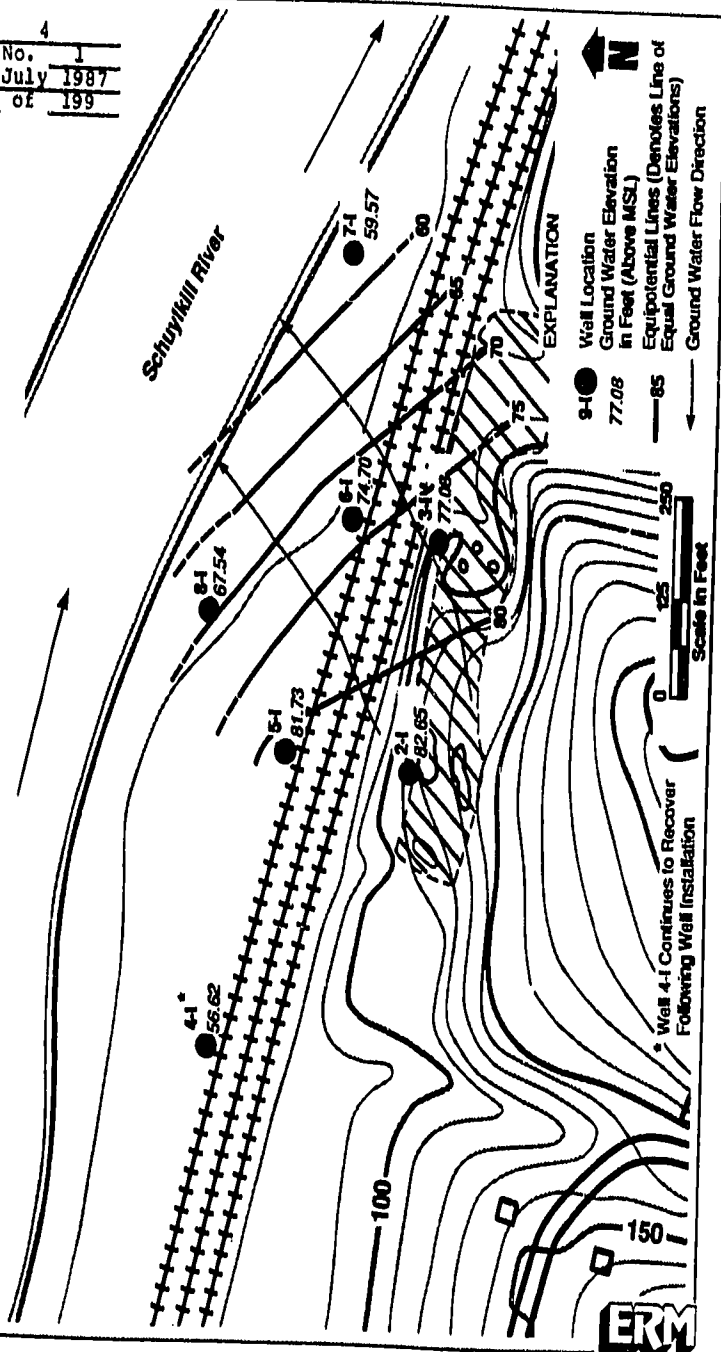 4
No. 1
July 1987
of 199
Schuylkill River
7-I
59.57
60
8-I
67.54
65
6-I
74.70
70
5-I
81.73
3-I
77.08
75
4-I*
56.62
2-I
82.65
80
100
150
EXPLANATION
N
9-I Well Location
77.08 Ground Water Elevation
in Feet (Above MSL)
85 Equipotential Lines (Denotes Line of
Equal Ground Water Elevations)
Ground Water Flow Direction
0 125 250
Scale in Feet
* Well 4-I Continues to Recover
Following Well Installation
ERM